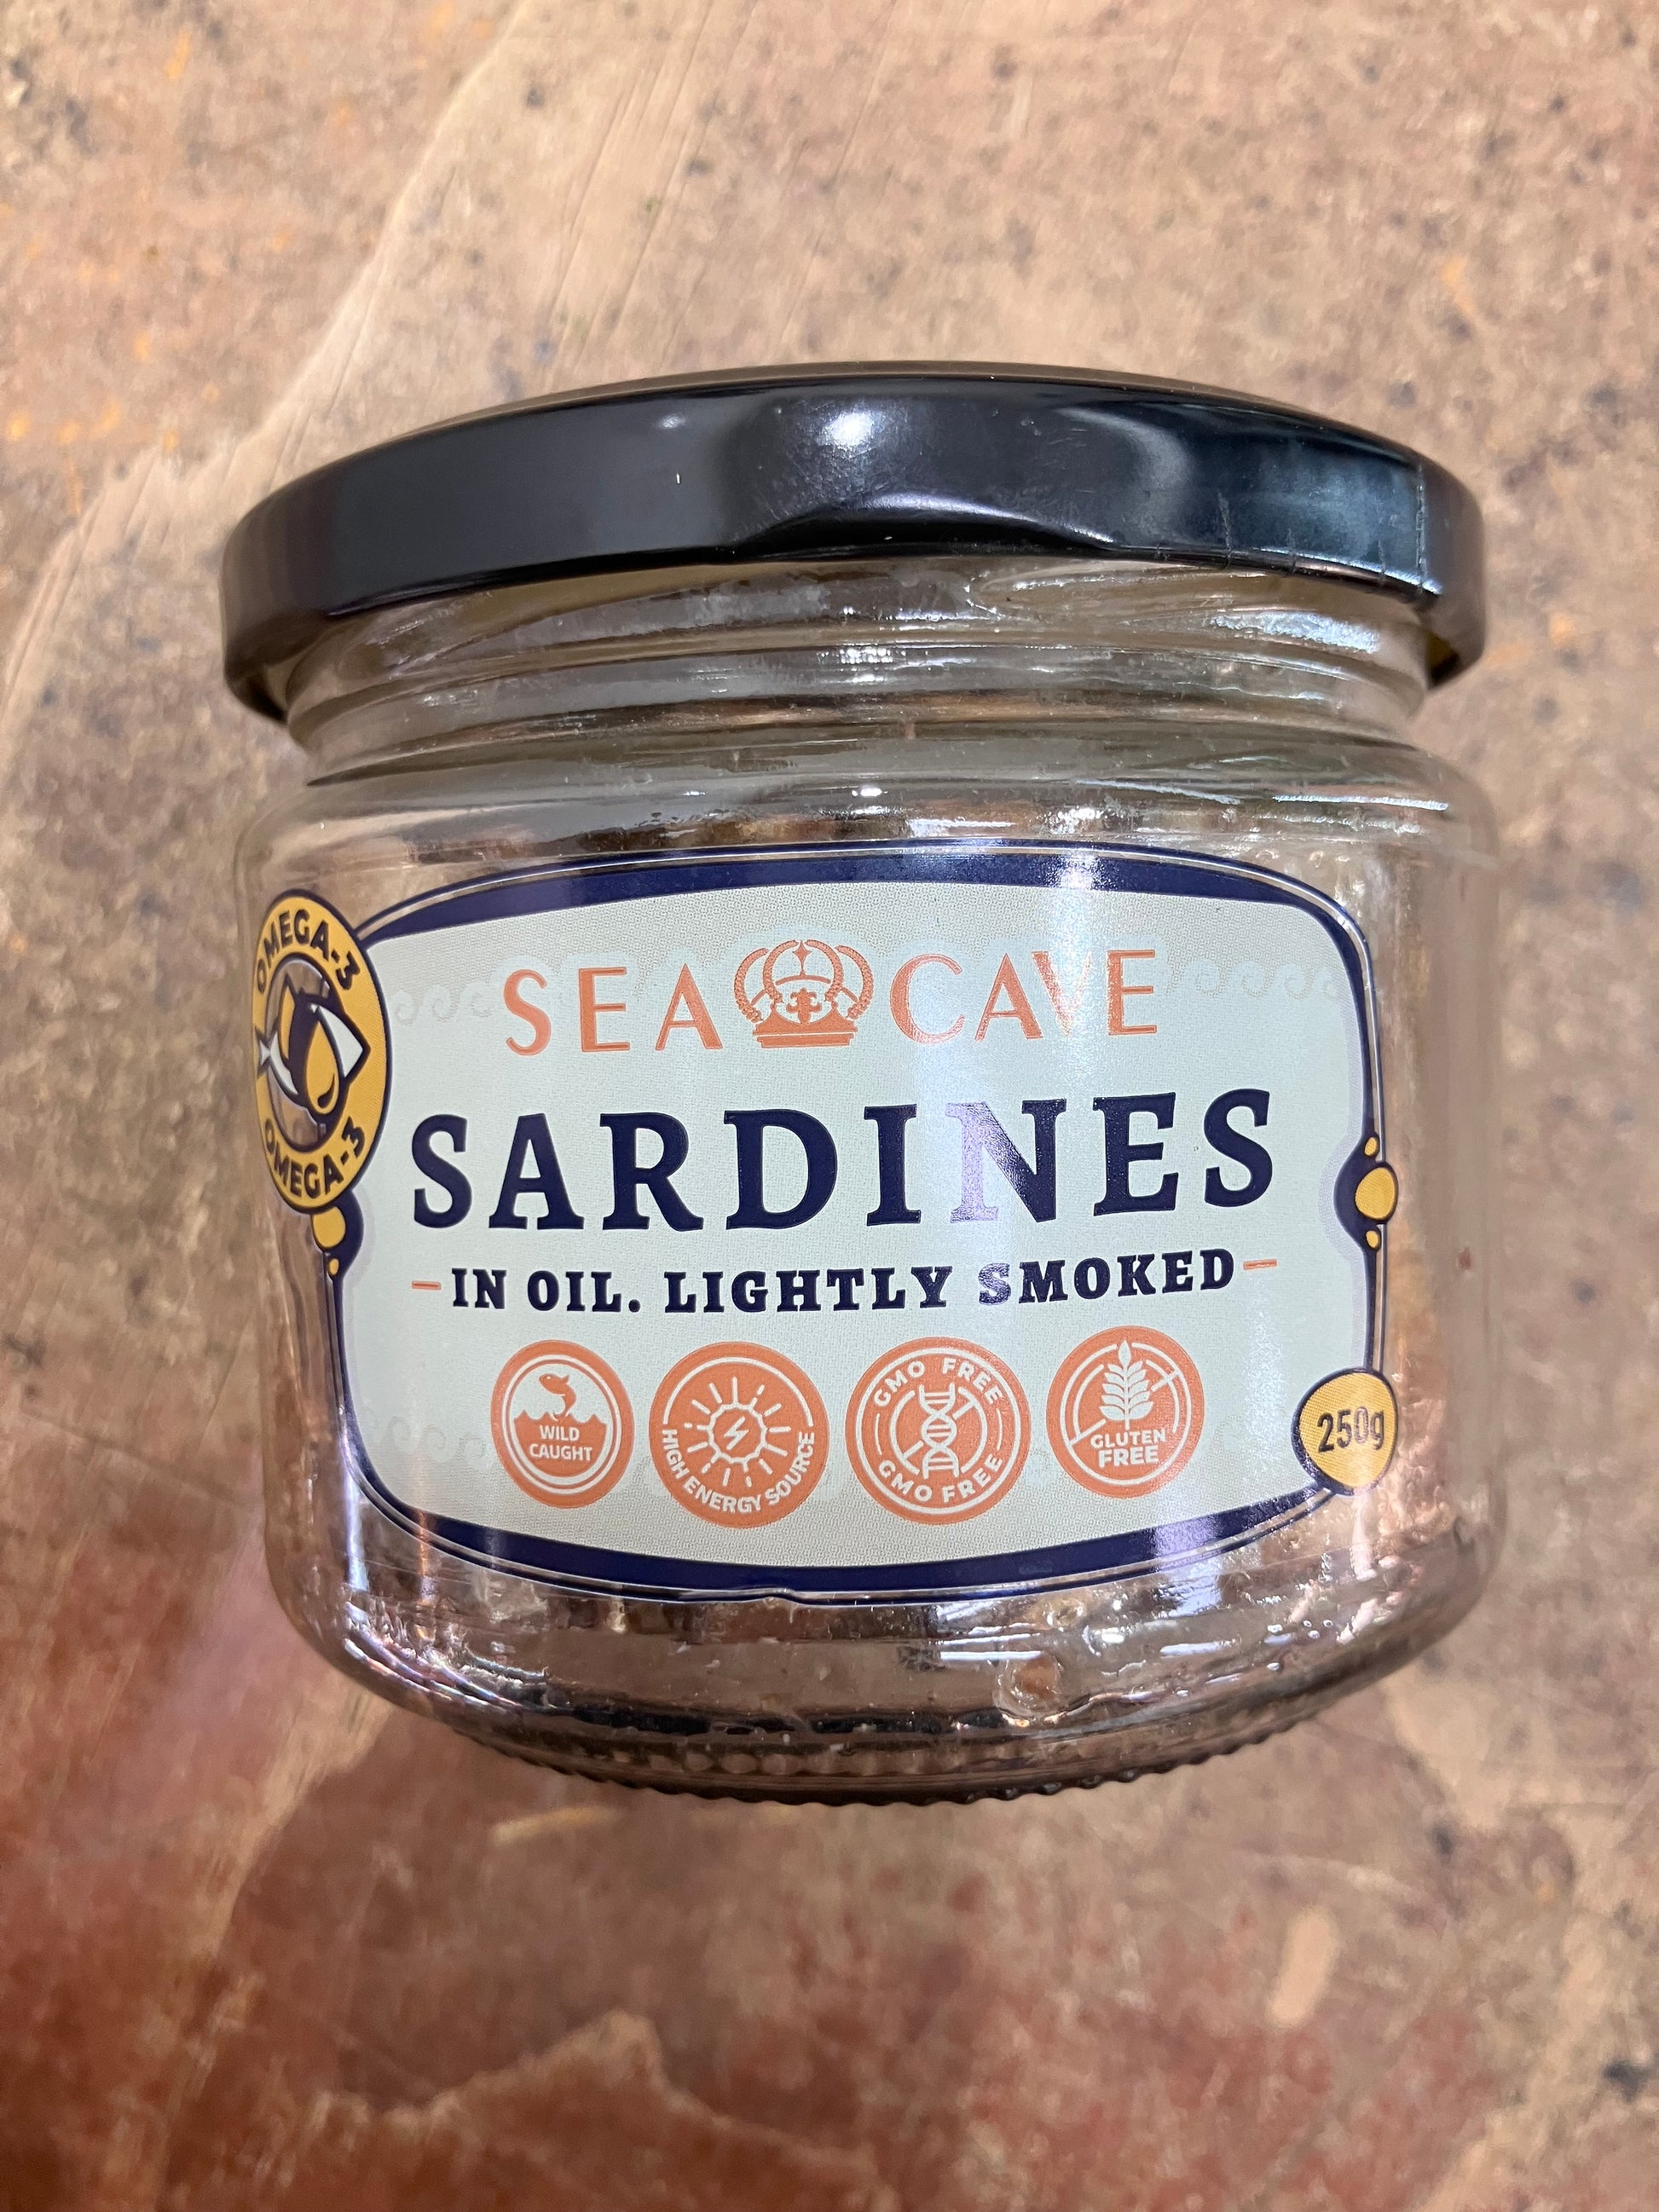 OMEGA-3
OMEGA-3
SEA CAVE
SARDINES
IN OIL. LIGHTLY SMOKED
WILD
CAUGHT
HIGH ENERGY SOURCE
GMO FREE
GMO FREE
GLUTEN
FREE
250g